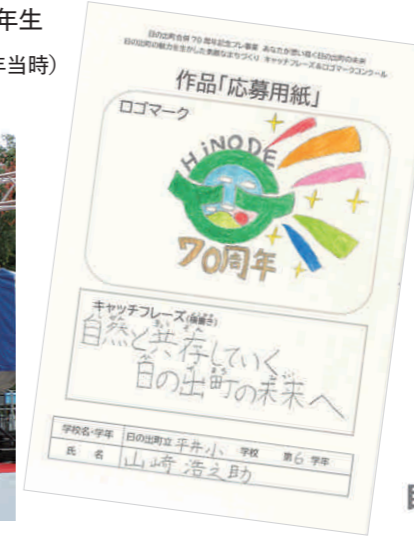 年生
年当時）
日の出町合併70周年記念プレ事業 あなたが思い描く日の出町の未来
日の出町の魅力を生かした素敵なまちづくり キャッチフレーズ&ロゴマークコンクール
作品「応募用紙」
ロゴマーク
HiNODE
70周年
キャッチフレーズ（横書き）
自然と共存していく
日の出町の未来へ
学校名・学年 日の出町立 平井小 学校 第6学年
氏 名 山崎 浩之助